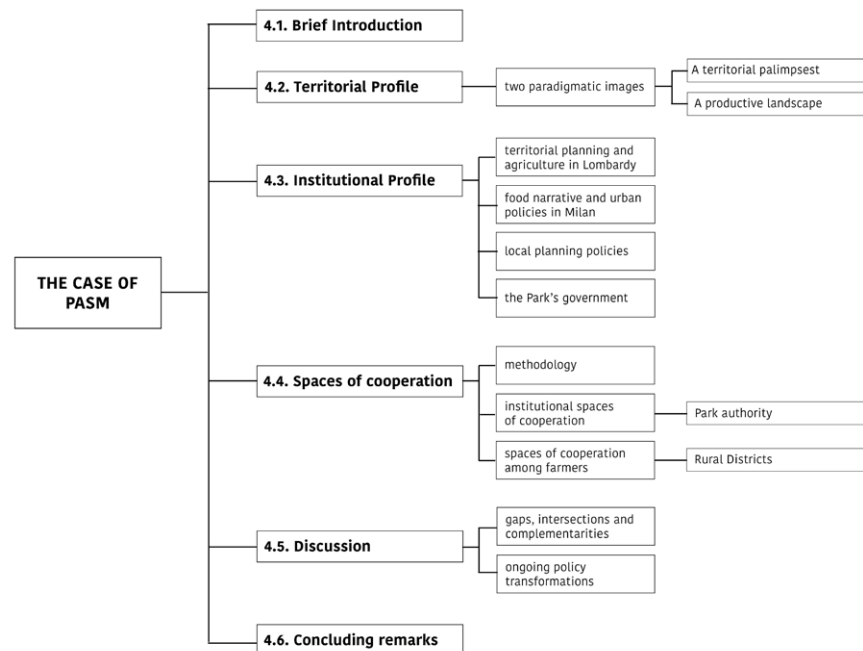 THE CASE OF
PASM
4.1. Brief Introduction
4.2. Territorial Profile
two paradigmatic images
A territorial palimpsest
A productive landscape
4.3. Institutional Profile
territorial planning and
agriculture in Lombardy
food narrative and urban
policies in Milan
local planning policies
the Park's government
4.4. Spaces of cooperation
methodology
institutional spaces
of cooperation
Park authority
spaces of cooperation
among farmers
Rural Districts
4.5. Discussion
gaps, intersections and
complementarities
ongoing policy
transformations
4.6. Concluding remarks